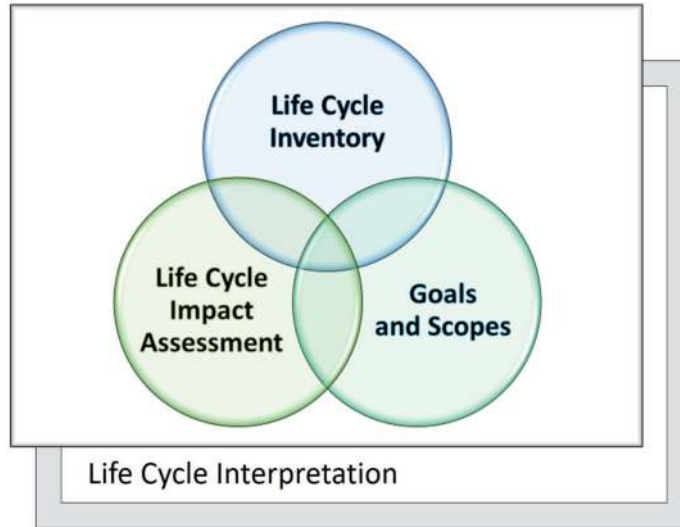 Life Cycle
Inventory
Life Cycle
Impact
Assessment
Goals
and Scopes
Life Cycle Interpretation